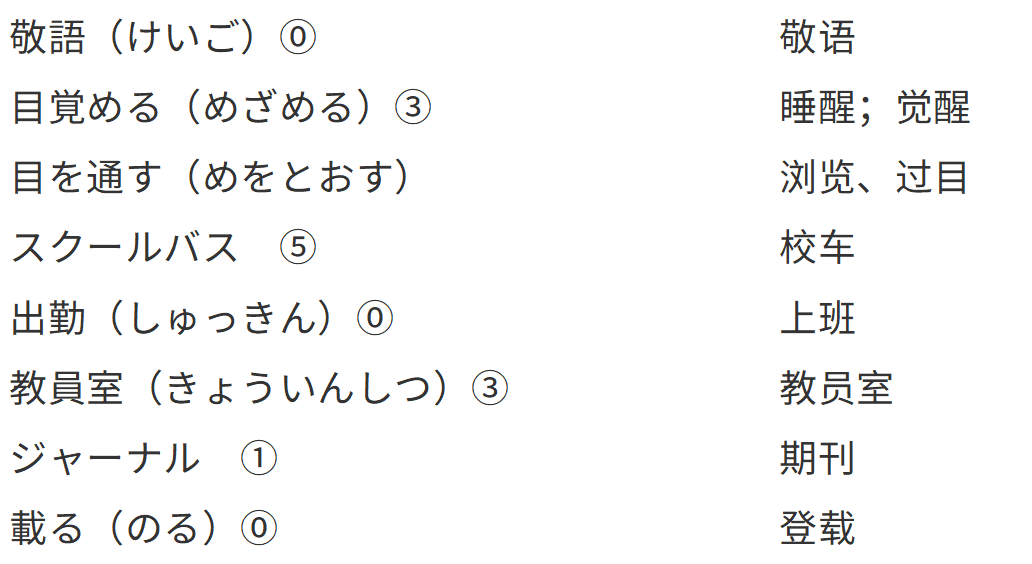 敬語（けいご）⓪　敬语
目覚める（めざめる）③　睡醒；觉醒
目を通す（めをとおす）　浏览、过目
スクールバス　⑤　校车
出勤（しゅっきん）⓪　上班
教員室（きょういんしつ）③　教员室
ジャーナル　①　期刊
載る（のる）⓪　登载